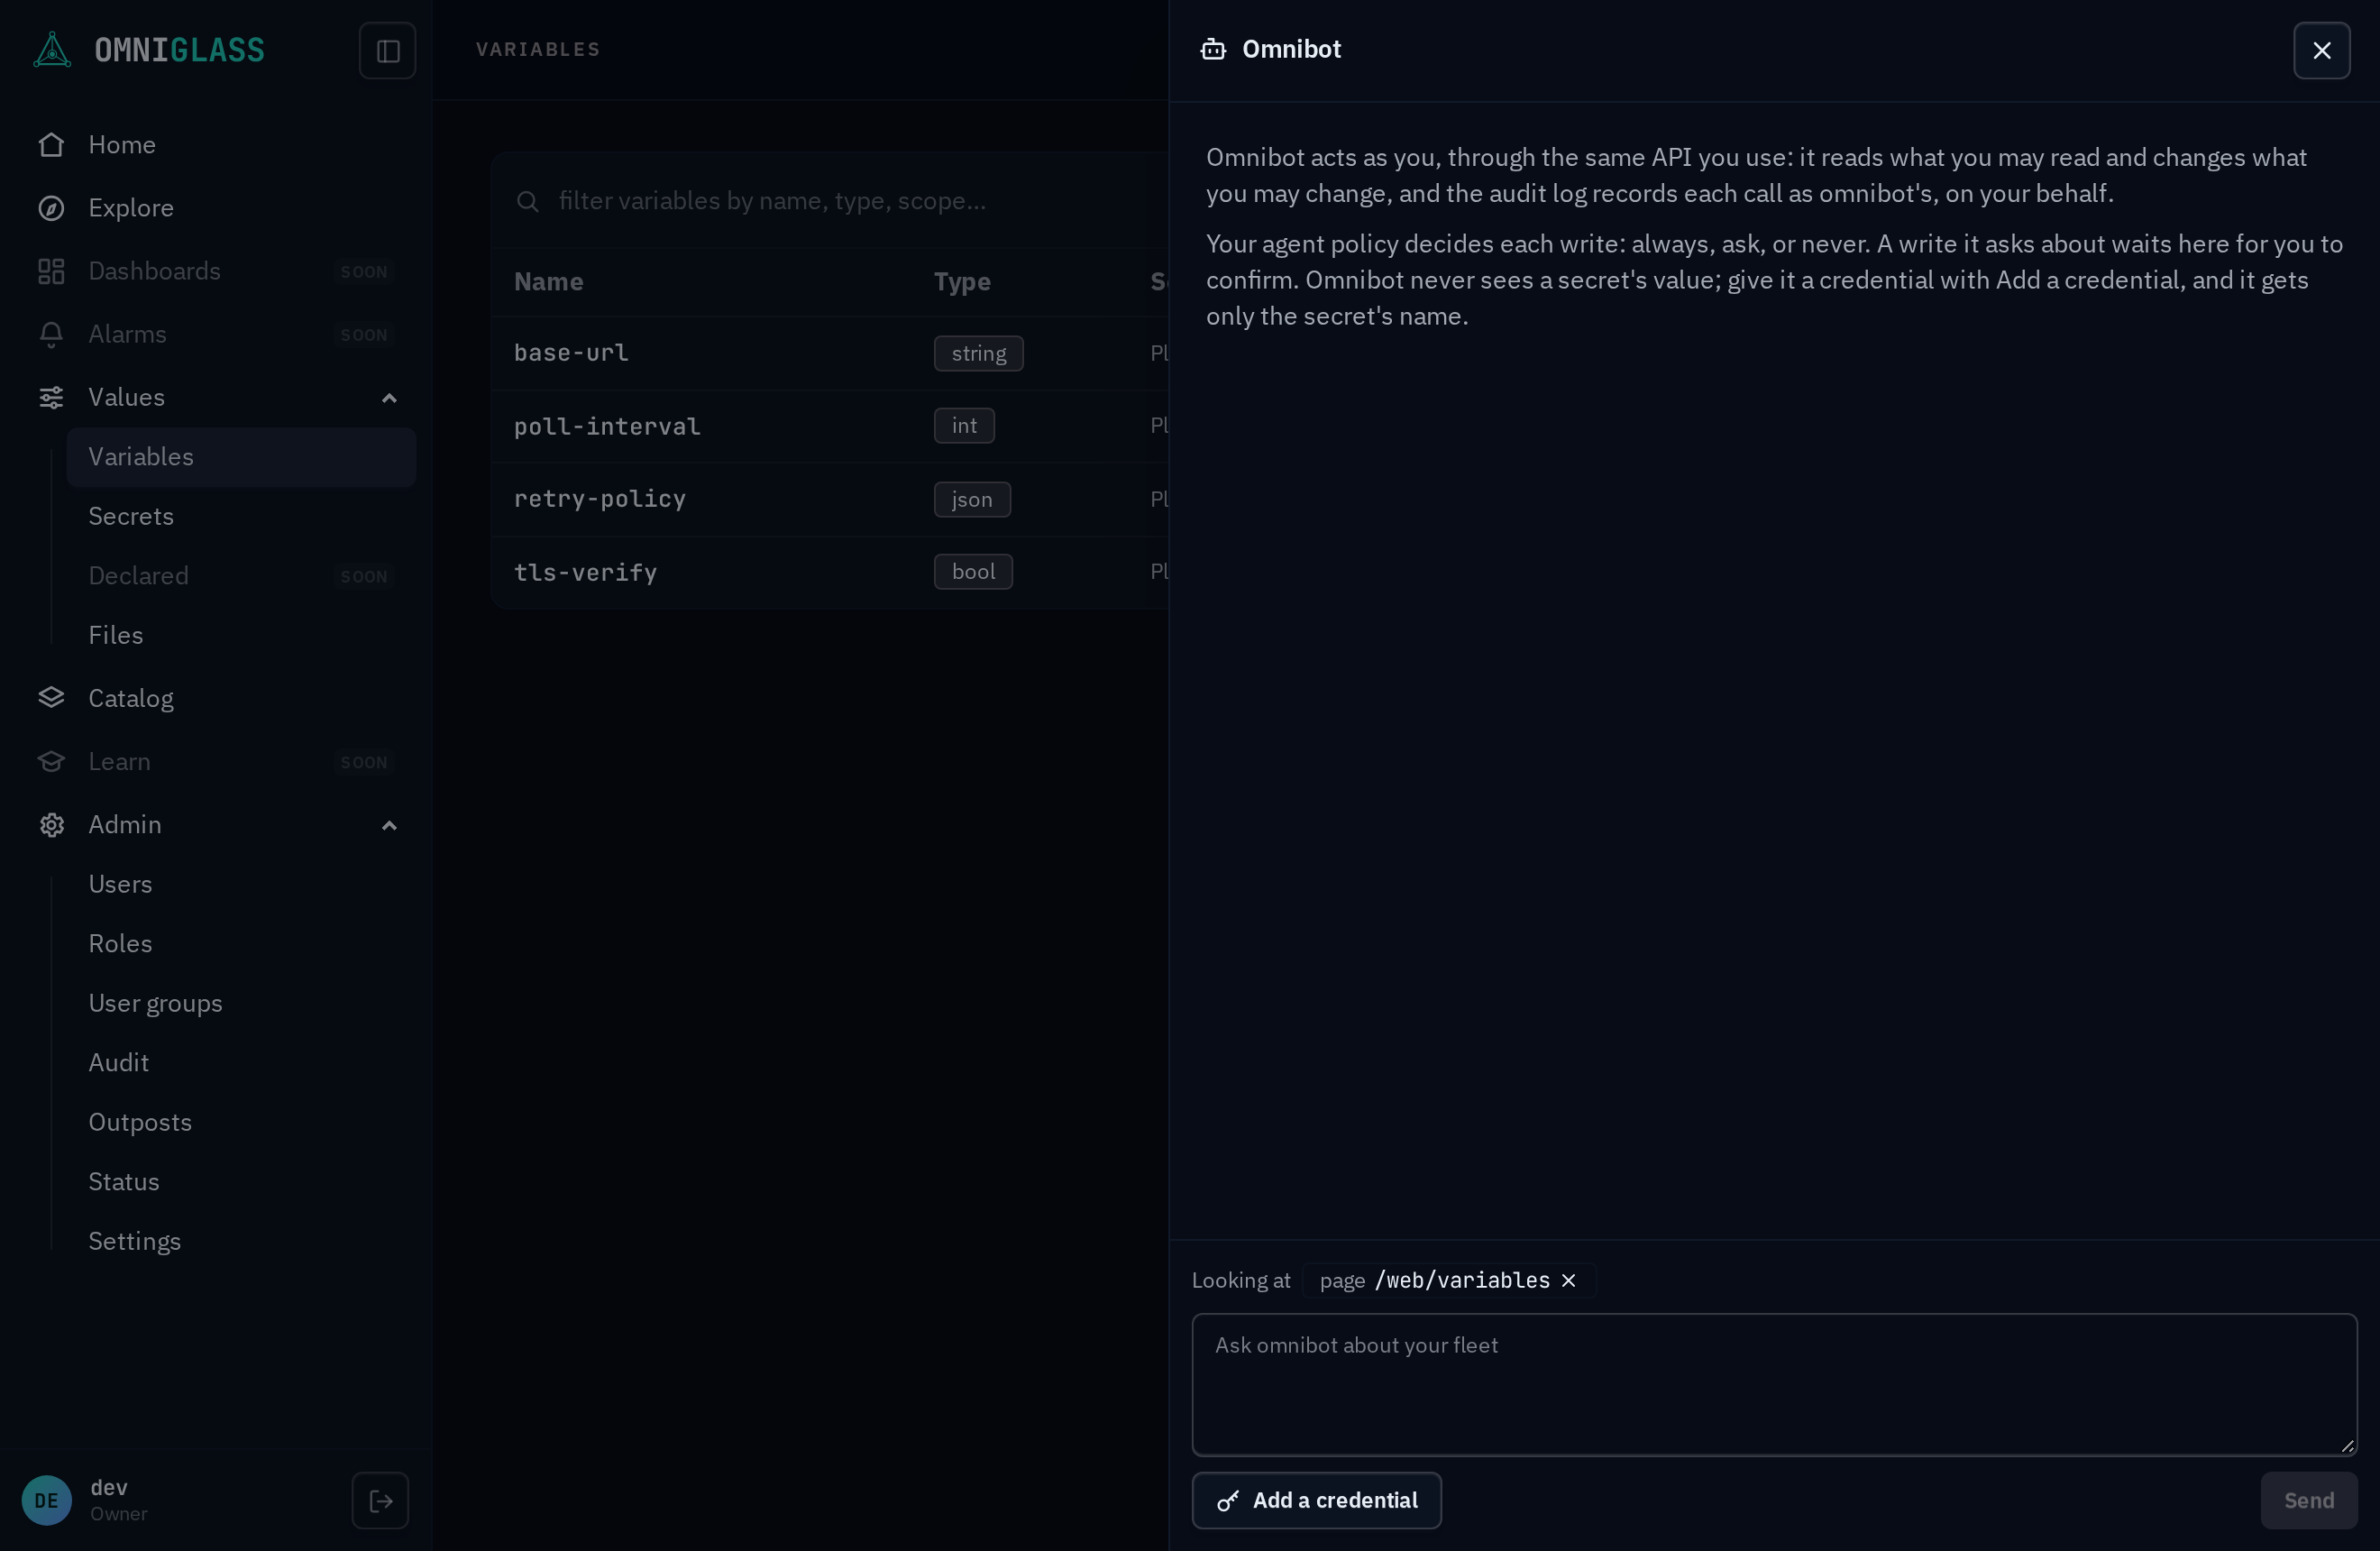 OMNIGLASS
Home
Explore
Dashboards SOON
Alarms SOON
Values
Variables
Secrets
Declared SOON
Files
Catalog
Learn SOON
Admin
Users
Roles
User groups
Audit
Outposts
Status
Settings
DE
dev
Owner
VARIABLES
filter variables by name, type, scope...
Name Type
base-url string
poll-interval int
retry-policy json
tls-verify bool
Omnibot
Omnibot acts as you, through the same API you use: it reads what you may read and changes what
you may change, and the audit log records each call as omnibot's, on your behalf.
Your agent policy decides each write: always, ask, or never. A write it asks about waits here for you to
confirm. Omnibot never sees a secret's value; give it a credential with Add a credential, and it gets
only the secret's name.
Looking at page /web/variables
Ask omnibot about your fleet
Add a credential
Send